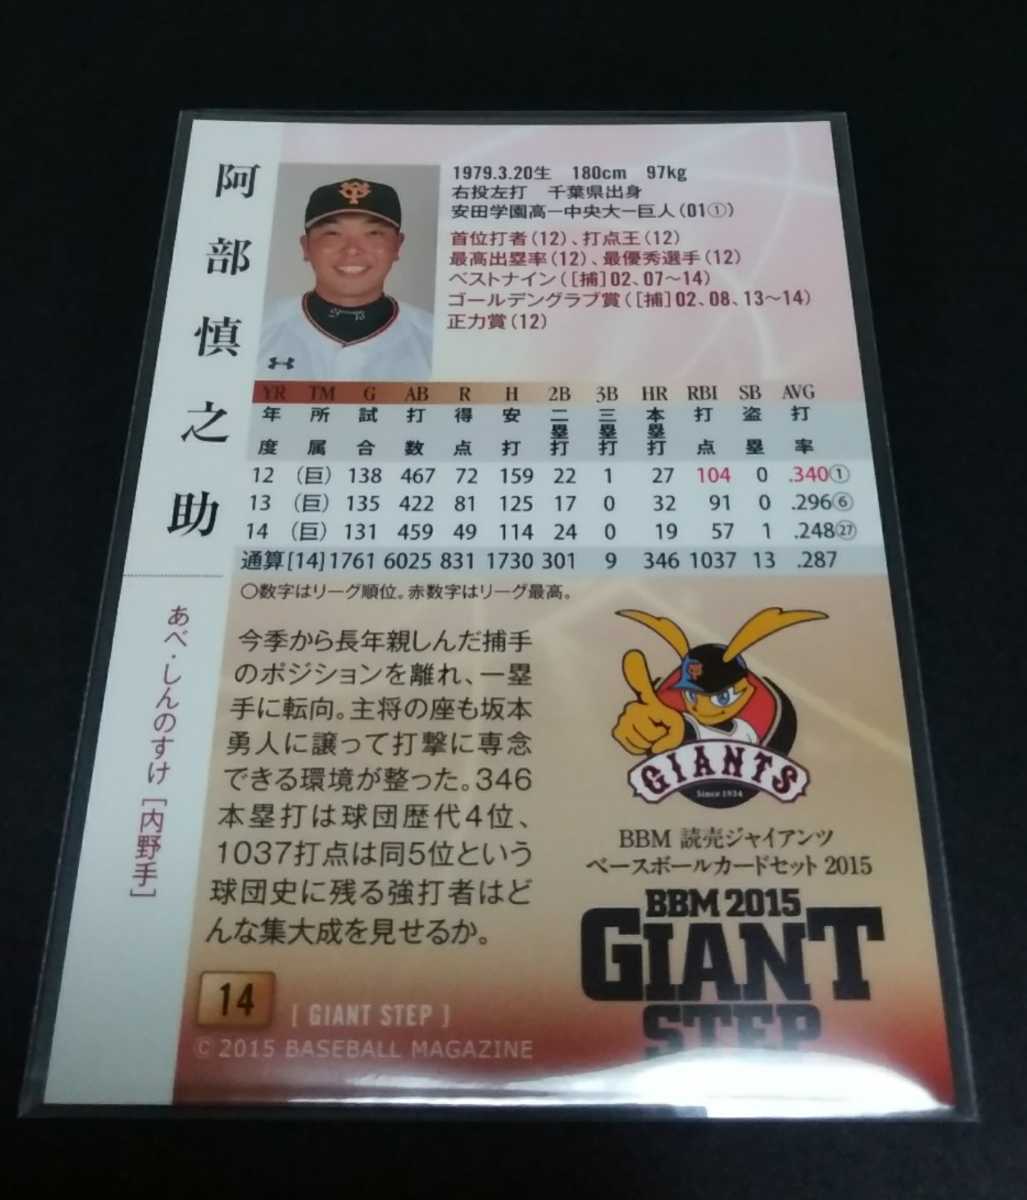 阿部慎之助
あべ・しんのすけ [内野手]
1979.3.20生 180cm 97kg
右投左打 千葉県出身
安田学園高－中央大－巨人(01①)
首位打者(12)、打点王(12)
最高出塁率(12)、最優秀選手(12)
ベストナイン([捕]02、07〜14)
ゴールデングラブ賞([捕]02、08、13〜14)
正力賞(12)
YR TM G AB R H 2B 3B HR RBI SB AVG
年度 所属 試合 打数 得点 安打 二塁打 三塁打 本塁打 打点 盗塁 打率
12 (巨) 138 467 72 159 22 1 27 104 0 .340①
13 (巨) 135 422 81 125 17 0 32 91 0 .296⑥
14 (巨) 131 459 49 114 24 0 19 57 1 .248㉗
通算[14] 1761 6025 831 1730 301 9 346 1037 13 .287
○数字はリーグ順位。赤数字はリーグ最高。
今季から長年親しんだ捕手
のポジションを離れ、一塁
手に転向。主将の座も坂本
勇人に譲って打撃に専念
できる環境が整った。346
本塁打は球団歴代4位、
1037打点は同5位という
球団史に残る強打者はど
んな集大成を見せるか。
GIANTS
Since 1934
BBM 読売ジャイアンツ
ベースボールカードセット 2015
BBM 2015
GIANT
STEP
14
[ GIANT STEP ]
© 2015 BASEBALL MAGAZINE